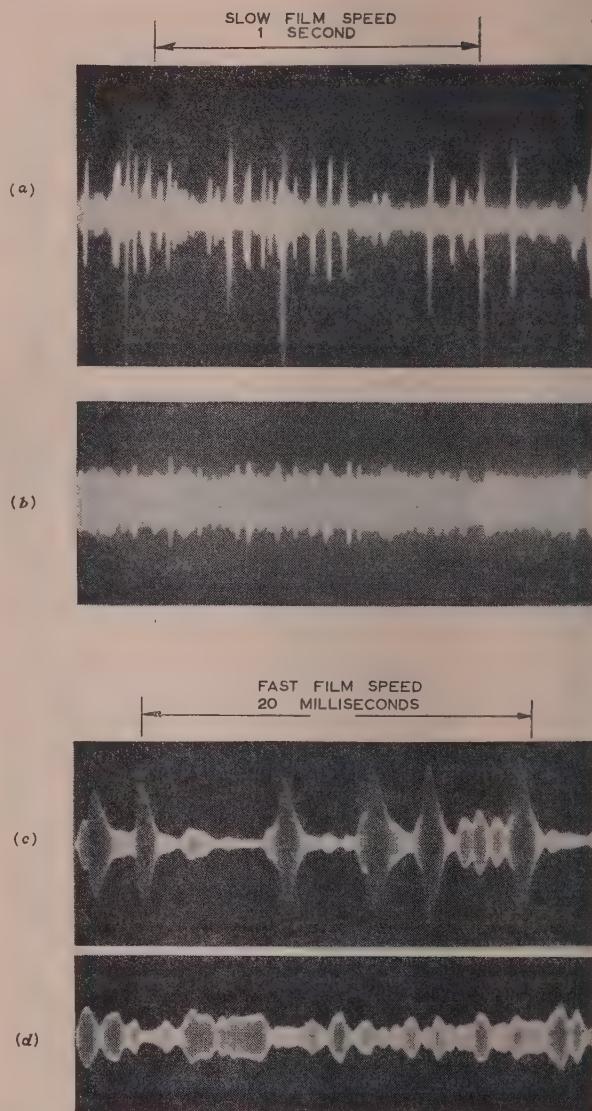 SLOW FILM SPEED
1 SECOND
(a)
(b)
FAST FILM SPEED
20 MILLISECONDS
(c)
(d)